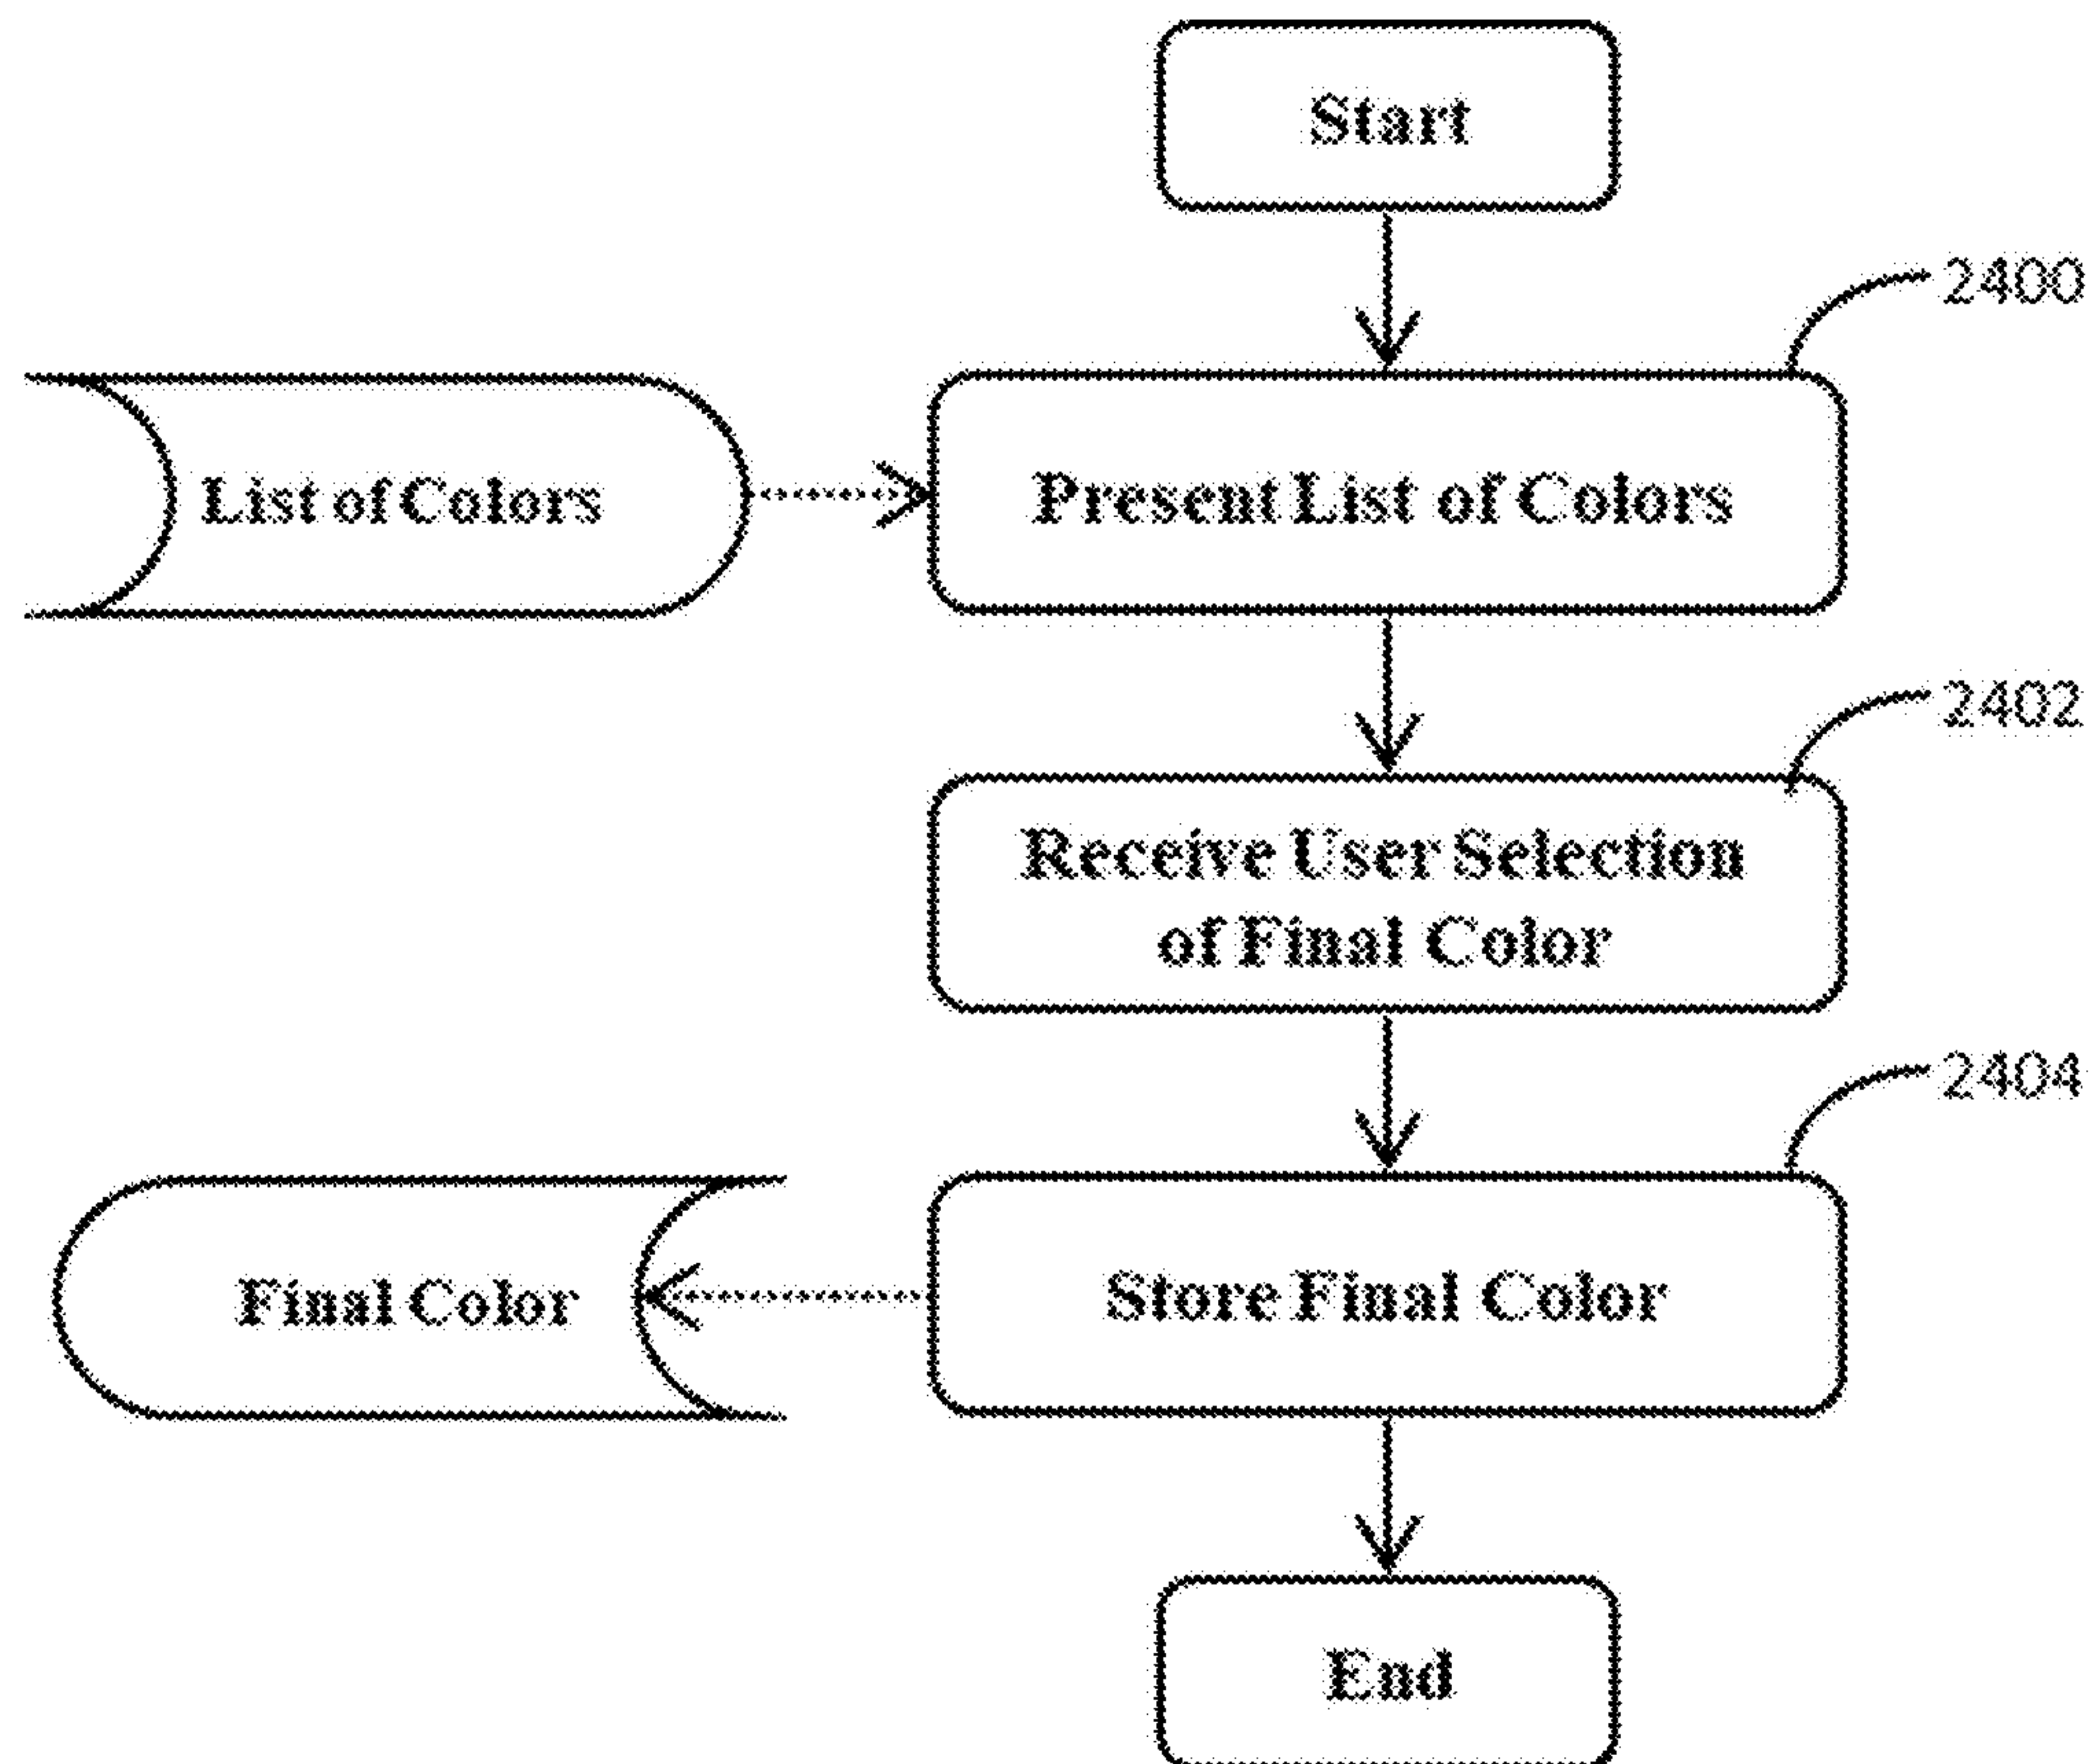 Start
2400
List of Colors
Present List of Colors
2402
Receive User Selection
of Final Color
2404
Final Color
Store Final Color
End